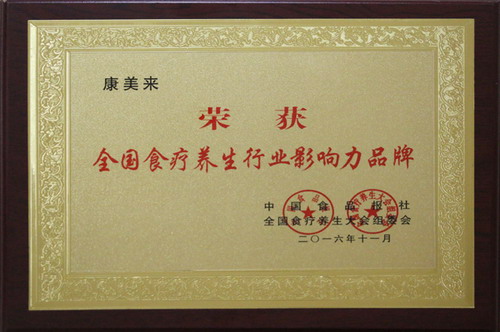 康美来
荣获
全国食疗养生行业影响力品牌
中国食品报社
全国食疗养生大会组委会
二〇一六年十一月